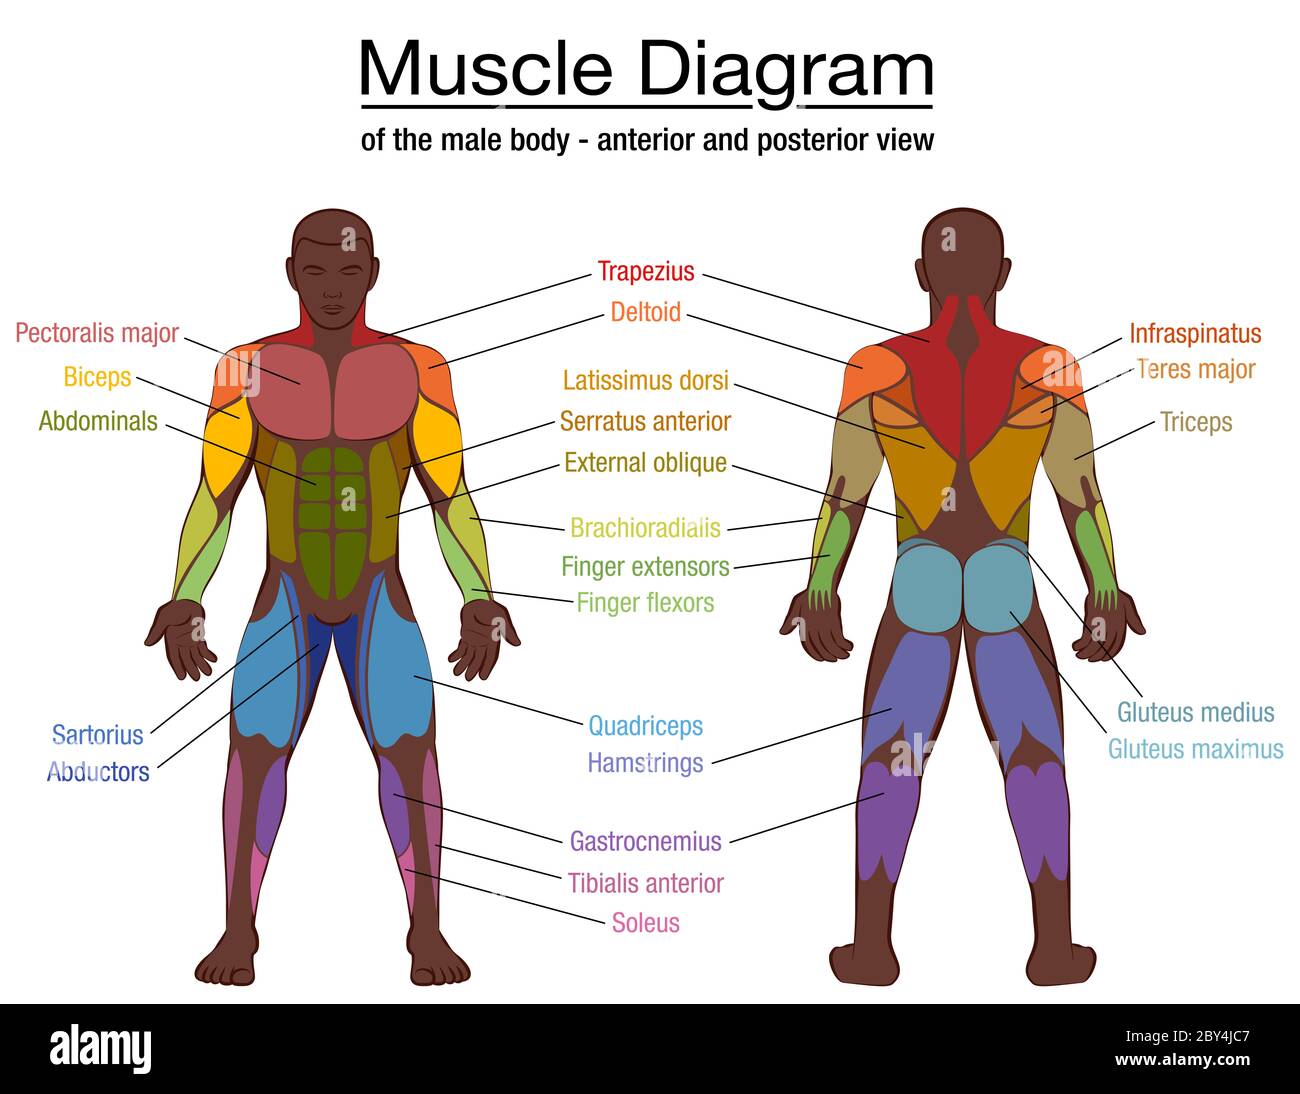 Muscle Diagram
of the male body - anterior and posterior view
Trapezius
Deltoid
Pectoralis major
Biceps
Abdominals
Latissimus dorsi
Serratus anterior
External oblique
Infraspinatus
Teres major
Triceps
Brachioradialis
Finger extensors
Finger flexors
Sartorius
Abductors
Quadriceps
Hamstrings
Gluteus medius
Gluteus maximus
Gastrocnemius
Tibialis anterior
Soleus
a
a
a
a
alamy
Image ID: 2BY4JC7
www.alamy.com